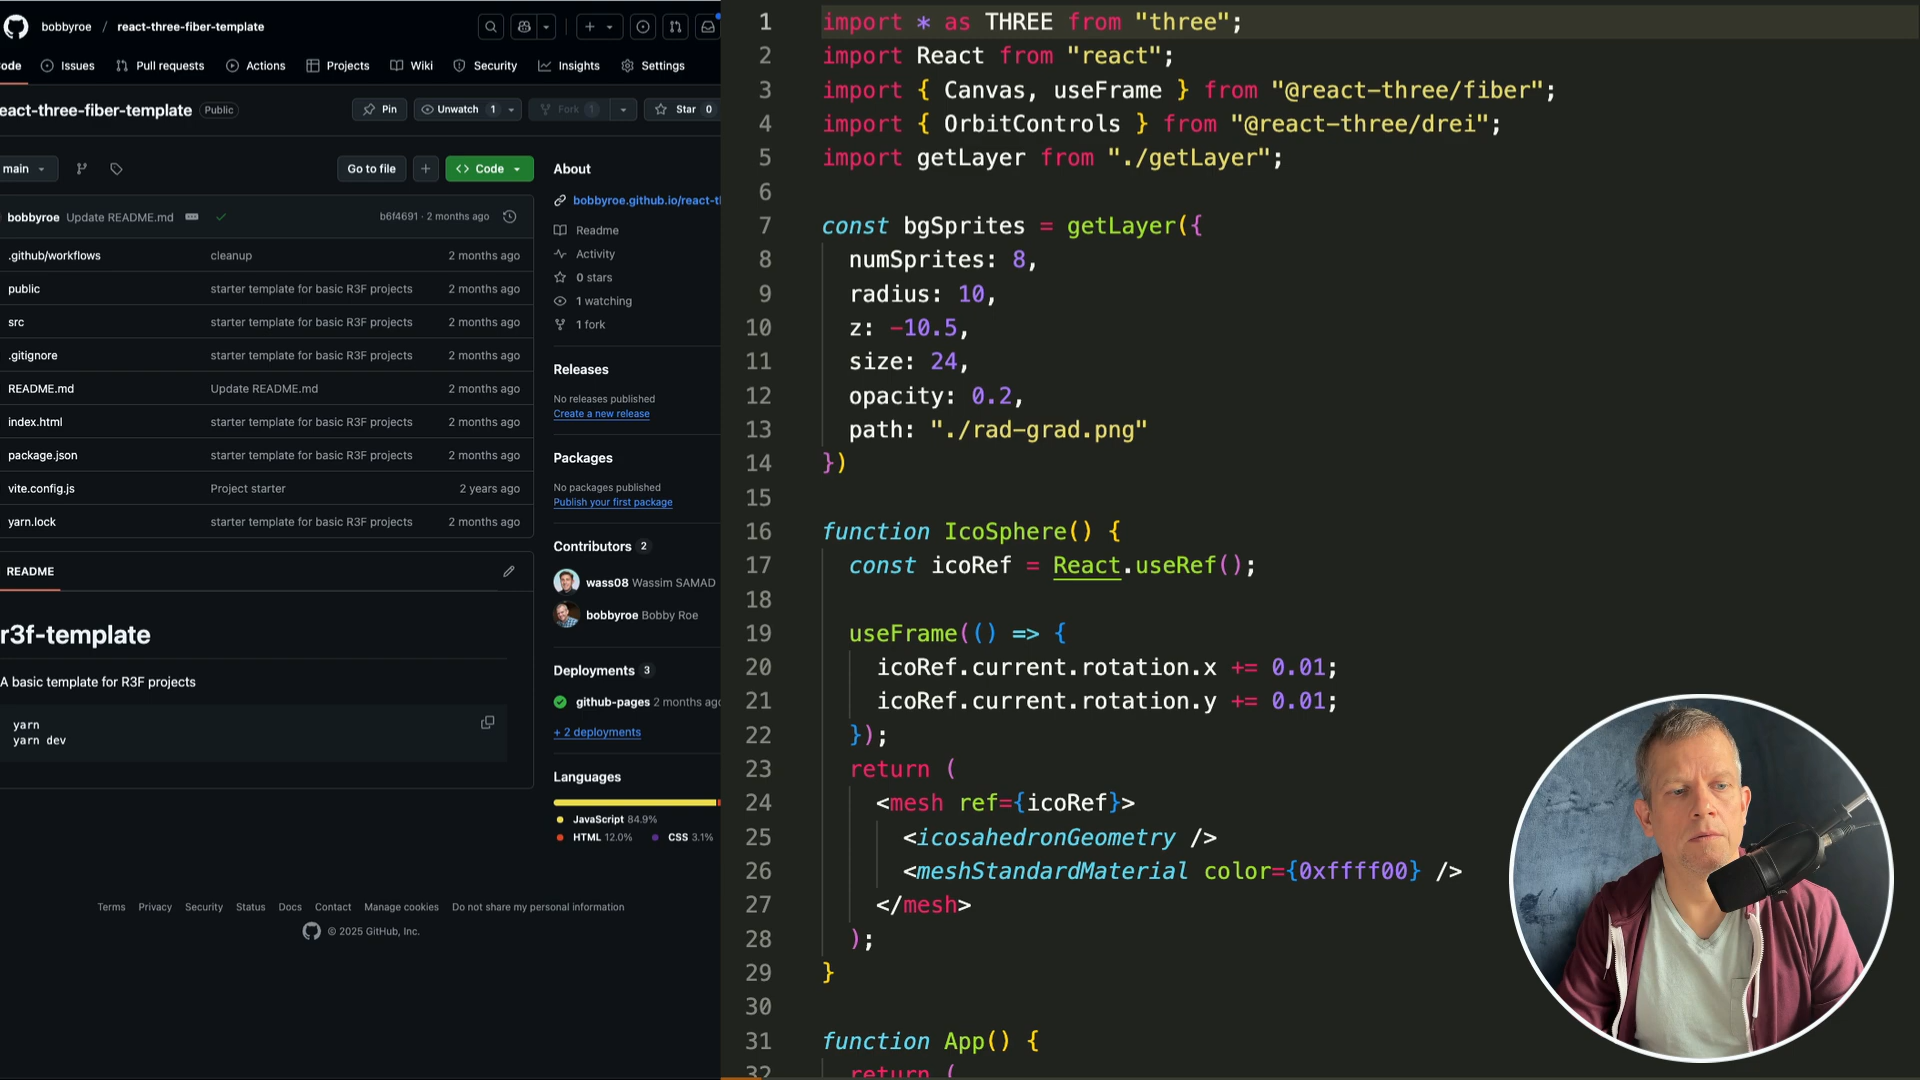 bobbyroe / react-three-fiber-template
ode Issues Pull requests Actions Projects Wiki Security Insights Settings
eact-three-fiber-template Public Pin Unwatch 1 Fork 1 Star 0
main Go to file + Code
bobbyroe Update README.md b6f4691 · 2 months ago
.github/workflows cleanup 2 months ago
public starter template for basic R3F projects 2 months ago
src starter template for basic R3F projects 2 months ago
.gitignore starter template for basic R3F projects 2 months ago
README.md Update README.md 2 months ago
index.html starter template for basic R3F projects 2 months ago
package.json starter template for basic R3F projects 2 months ago
vite.config.js Project starter 2 years ago
yarn.lock starter template for basic R3F projects 2 months ago
README
r3f-template
A basic template for R3F projects
yarn
yarn dev
About
bobbyroe.github.io/react-tl
Readme
Activity
0 stars
1 watching
1 fork
Releases
No releases published
Create a new release
Packages
No packages published
Publish your first package
Contributors 2
wass08 Wassim SAMAD
bobbyroe Bobby Roe
Deployments 3
github-pages 2 months ago
+ 2 deployments
Languages
JavaScript 84.9%
HTML 12.0% CSS 3.1%
Terms Privacy Security Status Docs Contact Manage cookies Do not share my personal information
© 2025 GitHub, Inc.
1 import * as THREE from "three";
2 import React from "react";
3 import { Canvas, useFrame } from "@react-three/fiber";
4 import { OrbitControls } from "@react-three/drei";
5 import getLayer from "./getLayer";
6
7 const bgSprites = getLayer({
8 numSprites: 8,
9 radius: 10,
10 z: -10.5,
11 size: 24,
12 opacity: 0.2,
13 path: "./rad-grad.png"
14 })
15
16 function IcoSphere() {
17 const icoRef = React.useRef();
18
19 useFrame(() => {
20 icoRef.current.rotation.x += 0.01;
21 icoRef.current.rotation.y += 0.01;
22 });
23 return (
24 <mesh ref={icoRef}>
25 <icosahedronGeometry />
26 <meshStandardMaterial color={0xffff00} />
27 </mesh>
28 );
29 }
30
31 function App() {
32 return (